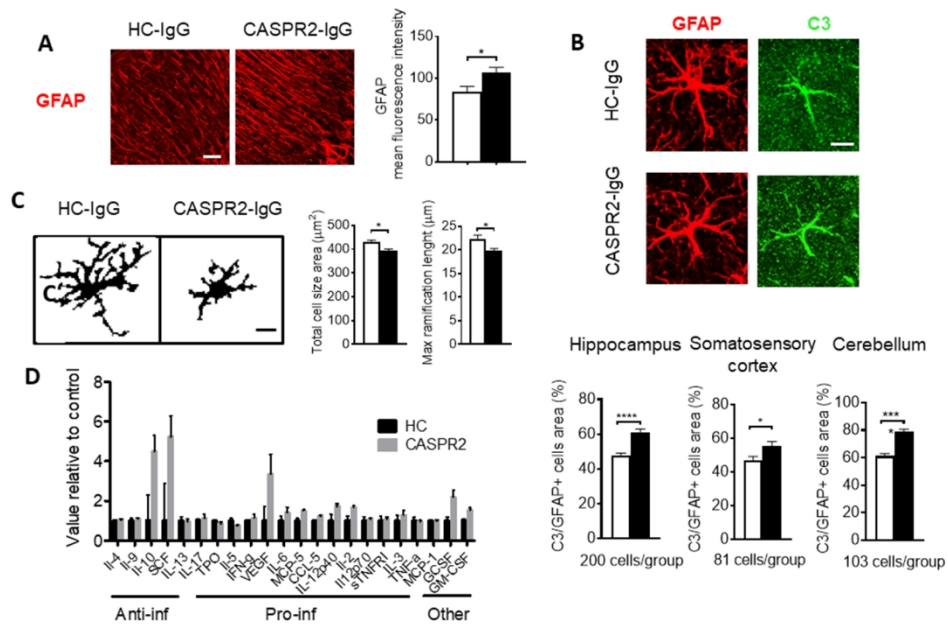 A
HC-IgG CASPR2-IgG
GFAP
GFAP
mean fluorescence intensity
150
100
50
0
*
B
GFAP C3
HC-IgG
CASPR2-IgG
C
HC-IgG CASPR2-IgG
Total cell size area (μm²)
500
400
300
200
100
0
*
Max ramification lenght (μm)
25
20
15
10
5
0
*
D
Value relative to control
8
6
4
2
0
HC
CASPR2
Il-4
Il-9
Il-10
SCF
IL-13
IL-17
TPO
Il-5
IFN-g
VEGF
IL-6
MCP-5
CCL-5
IL-12p40
IL-2
Il12p70
sTNFRI
IL-3
TNF-a
MCP-1
GCSF
GM-CSF
Anti-inf Pro-inf Other
Hippocampus
C3/GFAP+ cells area (%)
80
60
40
20
0
****
200 cells/group
Somatosensory
cortex
C3/GFAP+ cells area (%)
80
60
40
20
0
*
81 cells/group
Cerebellum
C3/GFAP+ cells area (%)
100
80
60
40
20
0
***
*
103 cells/group